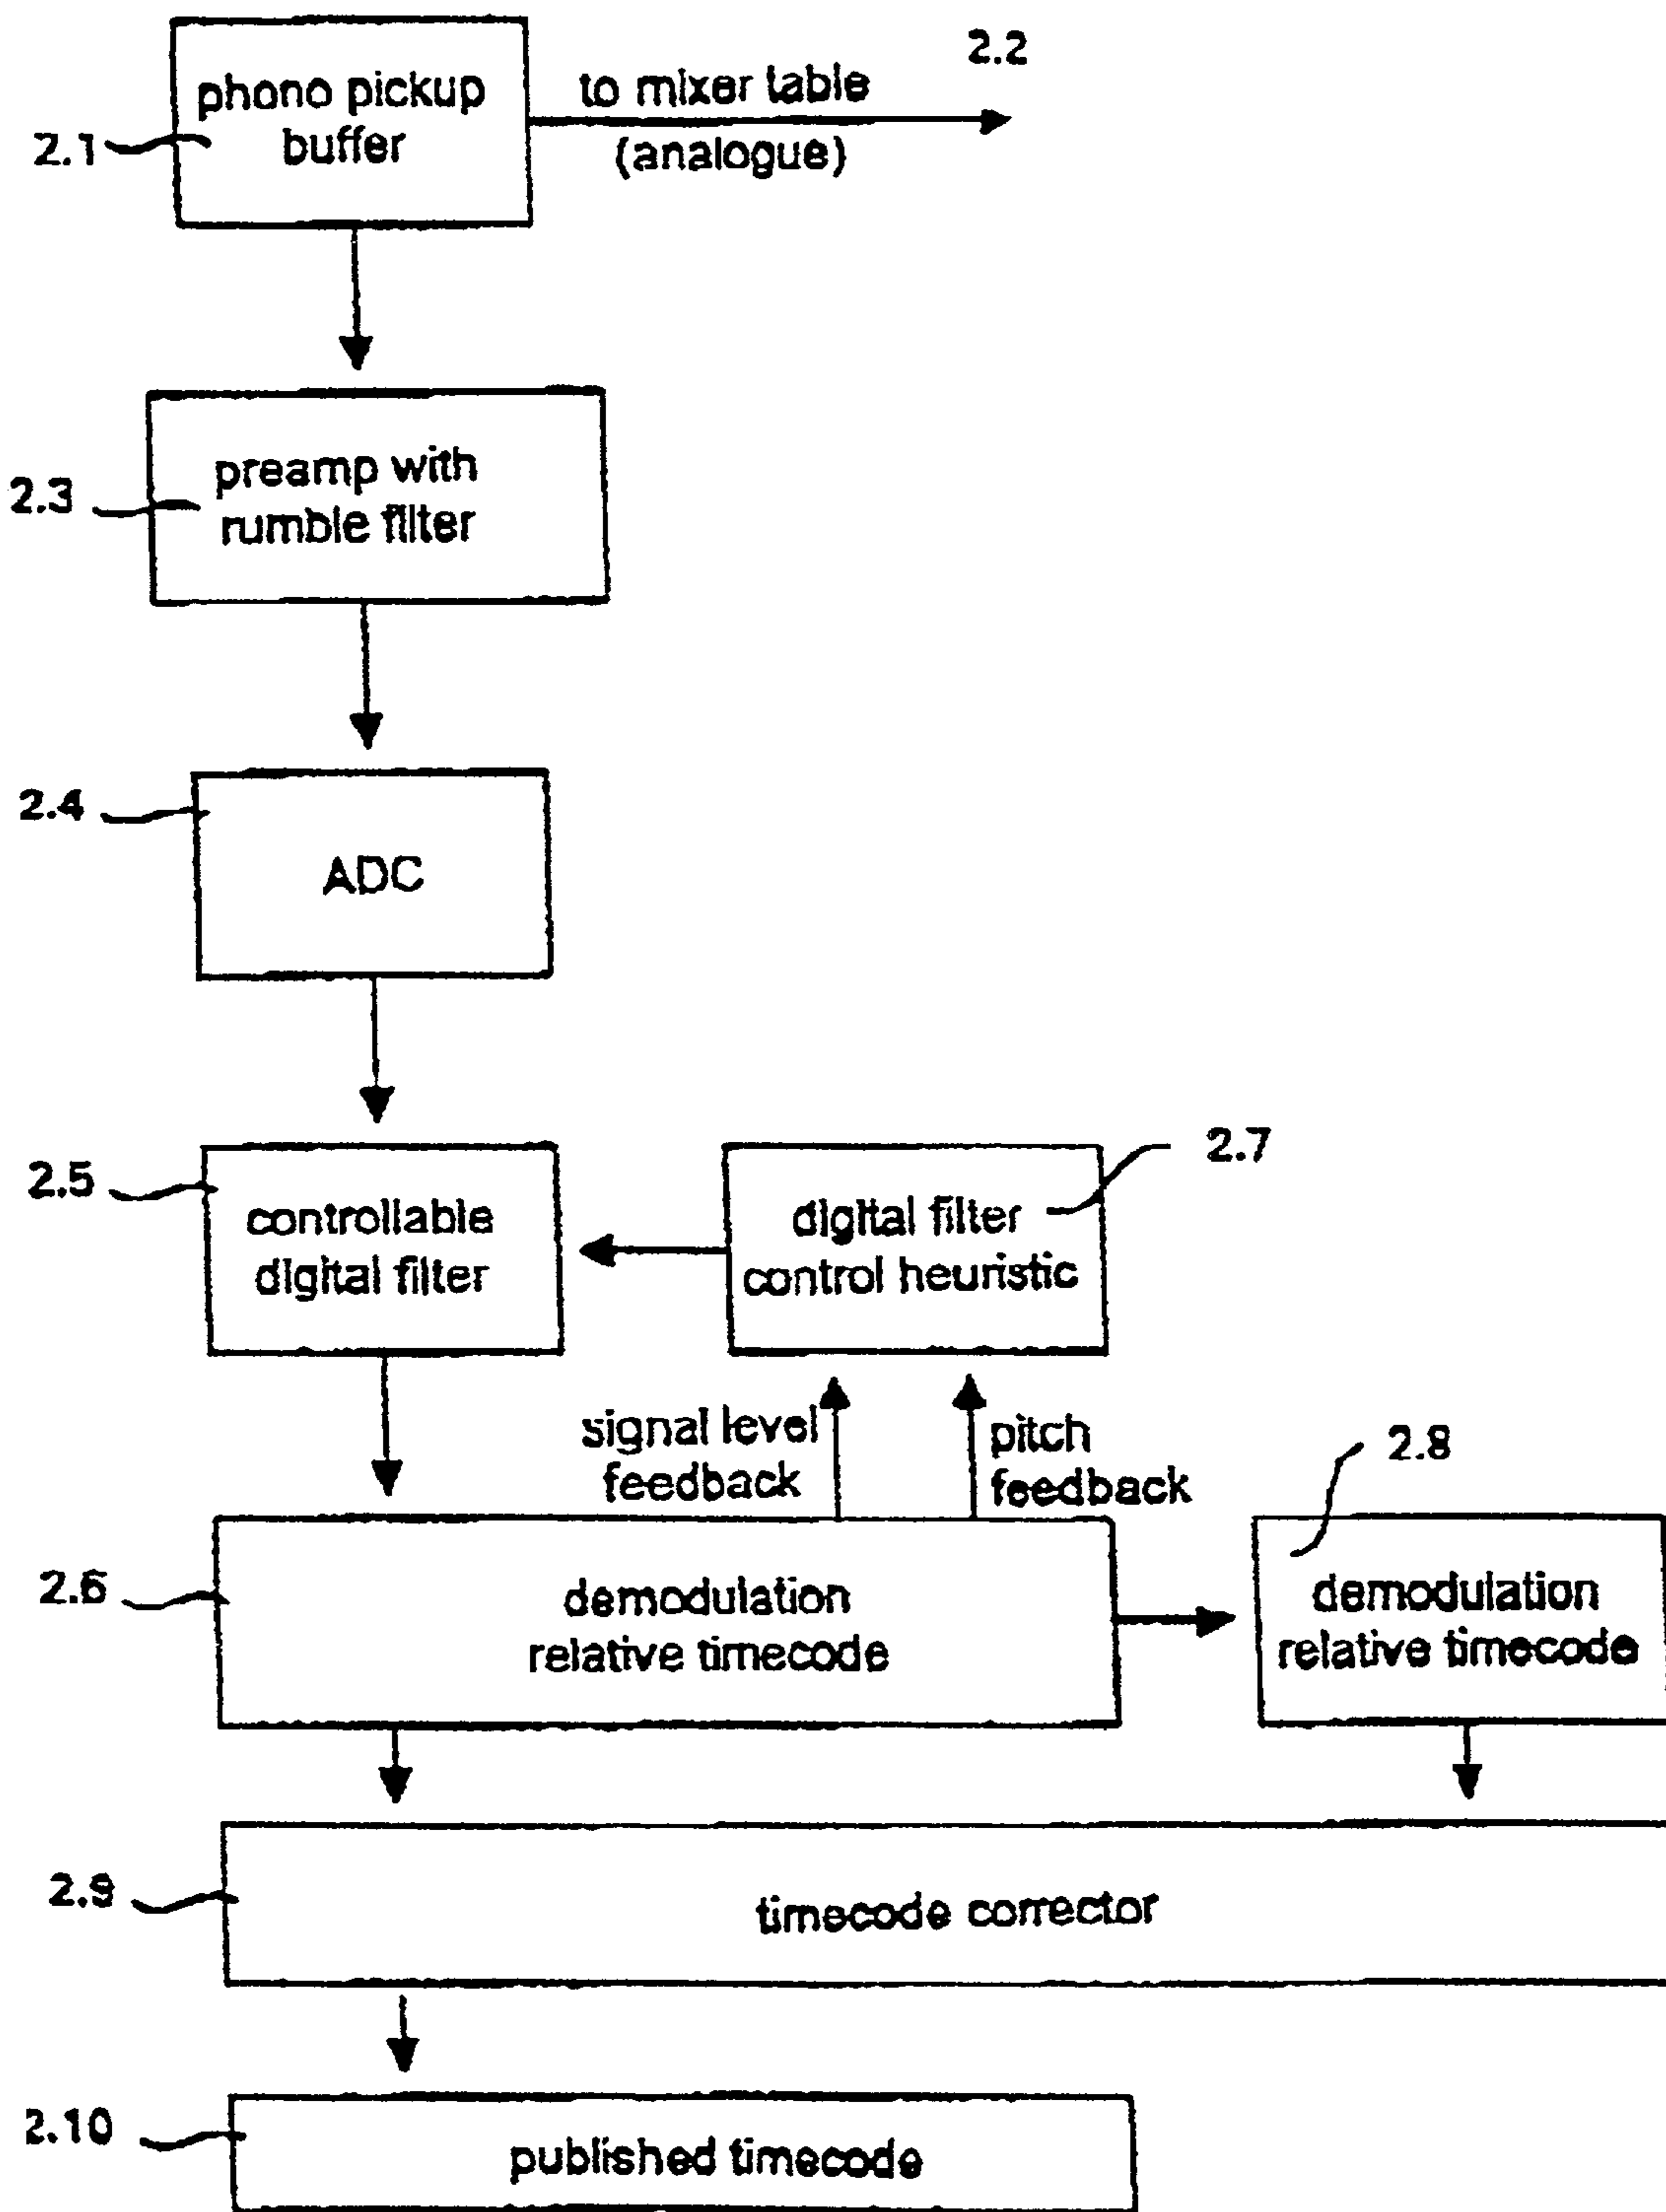 2.1
phono pickup
buffer
to mixer table
(analogue)
2.2
2.3
preamp with
rumble filter
2.4
ADC
2.5
controllable
digital filter
2.7
digital filter
control heuristic
signal level
feedback
pitch
feedback
2.8
2.6
demodulation
relative timecode
demodulation
relative timecode
2.9
timecode corrector
2.10
published timecode